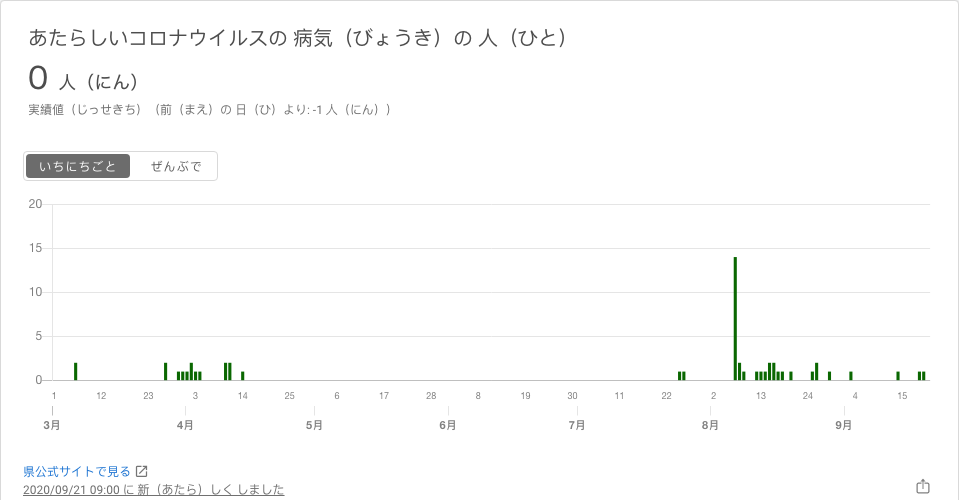 あたらしいコロナウイルスの 病気（びょうき）の 人（ひと）
0 人（にん）
実績値（じっせきち）（前（まえ）の 日（ひ）より: -1 人（にん））
いちにちごと ぜんぶで
20
15
10
5
0
1 12 23 3 14 25 6 17 28 8 19 30 11 22 2 13 24 4 15
3月 4月 5月 6月 7月 8月 9月
県公式サイトで見る
2020/09/21 09:00 に 新（あたら）しく しました